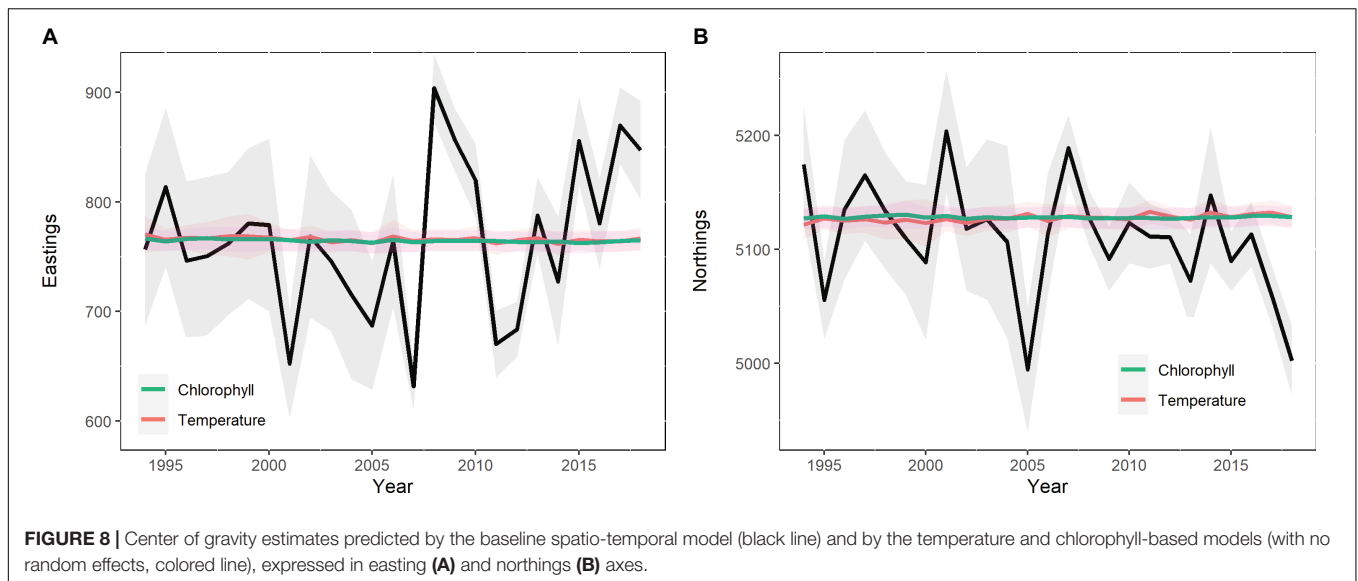 A
Eastings
900
800
700
600
Chlorophyll
Temperature
1995 2000 2005 2010 2015
Year
B
Northings
5200
5100
5000
Chlorophyll
Temperature
1995 2000 2005 2010 2015
Year
FIGURE 8 | Center of gravity estimates predicted by the baseline spatio-temporal model (black line) and by the temperature and chlorophyll-based models (with no
random effects, colored line), expressed in easting (A) and northings (B) axes.